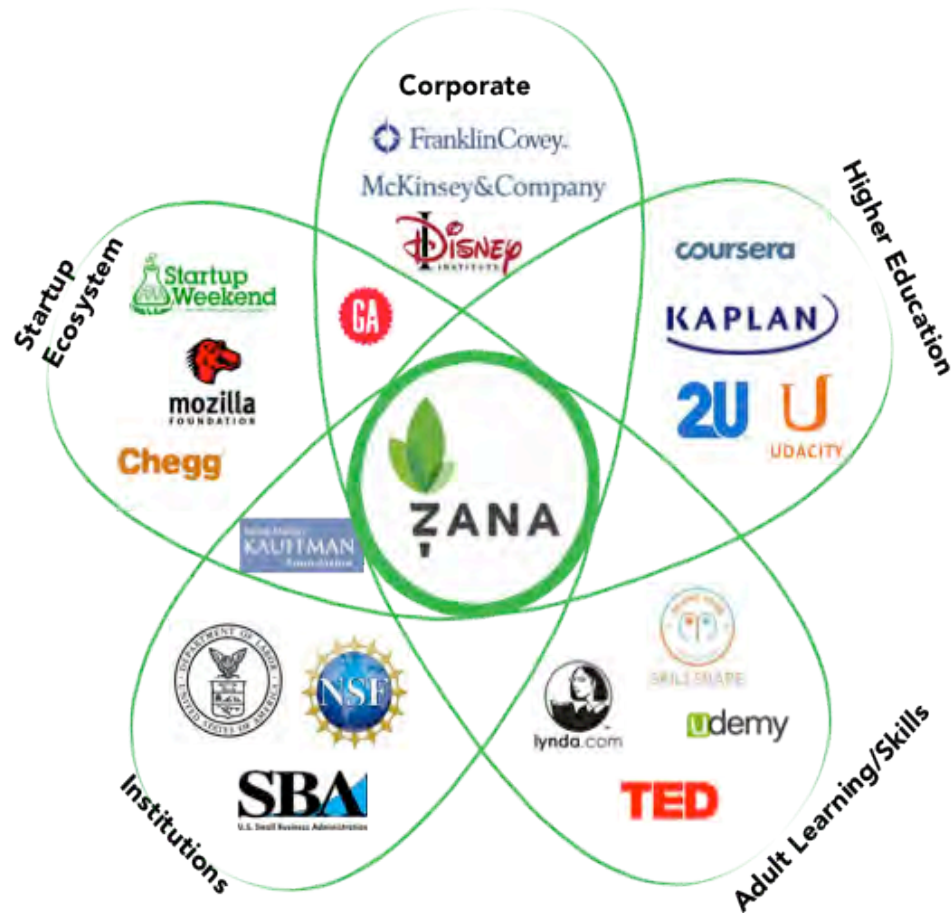 Corporate
FranklinCovey
McKinsey&Company
DISNEY
INSTITUTE
Higher Education
coursera
KAPLAN
2U
UDACITY
Startup
Ecosystem
Startup
Weekend
GA
mozilla
FOUNDATION
Chegg
ZANA
KAUFFMAN
Foundation
DEPARTMENT OF LABOR
UNITED STATES OF AMERICA
NSF
SBA
U.S. Small Business Administration
Institutions
SKILLSHARE
lynda.com
udemy
TED
Adult Learning/Skills